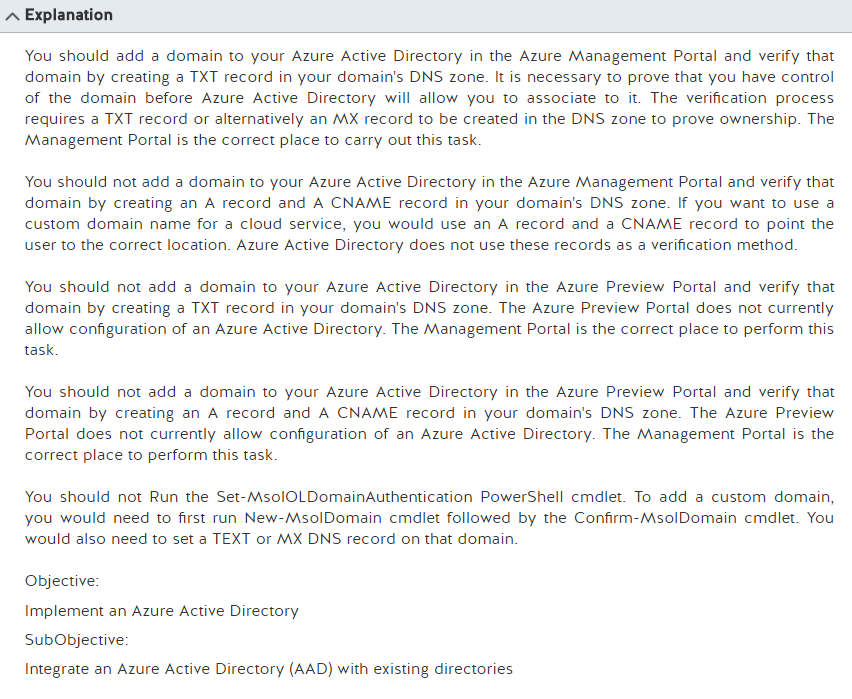 Explanation
You should add a domain to your Azure Active Directory in the Azure Management Portal and verify that
domain by creating a TXT record in your domain's DNS zone. It is necessary to prove that you have control
of the domain before Azure Active Directory will allow you to associate to it. The verification process
requires a TXT record or alternatively an MX record to be created in the DNS zone to prove ownership. The
Management Portal is the correct place to carry out this task.
You should not add a domain to your Azure Active Directory in the Azure Management Portal and verify that
domain by creating an A record and A CNAME record in your domain's DNS zone. If you want to use a
custom domain name for a cloud service, you would use an A record and a CNAME record to point the
user to the correct location. Azure Active Directory does not use these records as a verification method.
You should not add a domain to your Azure Active Directory in the Azure Preview Portal and verify that
domain by creating a TXT record in your domain's DNS zone. The Azure Preview Portal does not currently
allow configuration of an Azure Active Directory. The Management Portal is the correct place to perform this
task.
You should not add a domain to your Azure Active Directory in the Azure Preview Portal and verify that
domain by creating an A record and A CNAME record in your domain's DNS zone. The Azure Preview
Portal does not currently allow configuration of an Azure Active Directory. The Management Portal is the
correct place to perform this task.
You should not Run the Set-MsolOLDomainAuthentication PowerShell cmdlet. To add a custom domain,
you would need to first run New-MsolDomain cmdlet followed by the Confirm-MsolDomain cmdlet. You
would also need to set a TEXT or MX DNS record on that domain.
Objective:
Implement an Azure Active Directory
SubObjective:
Integrate an Azure Active Directory (AAD) with existing directories